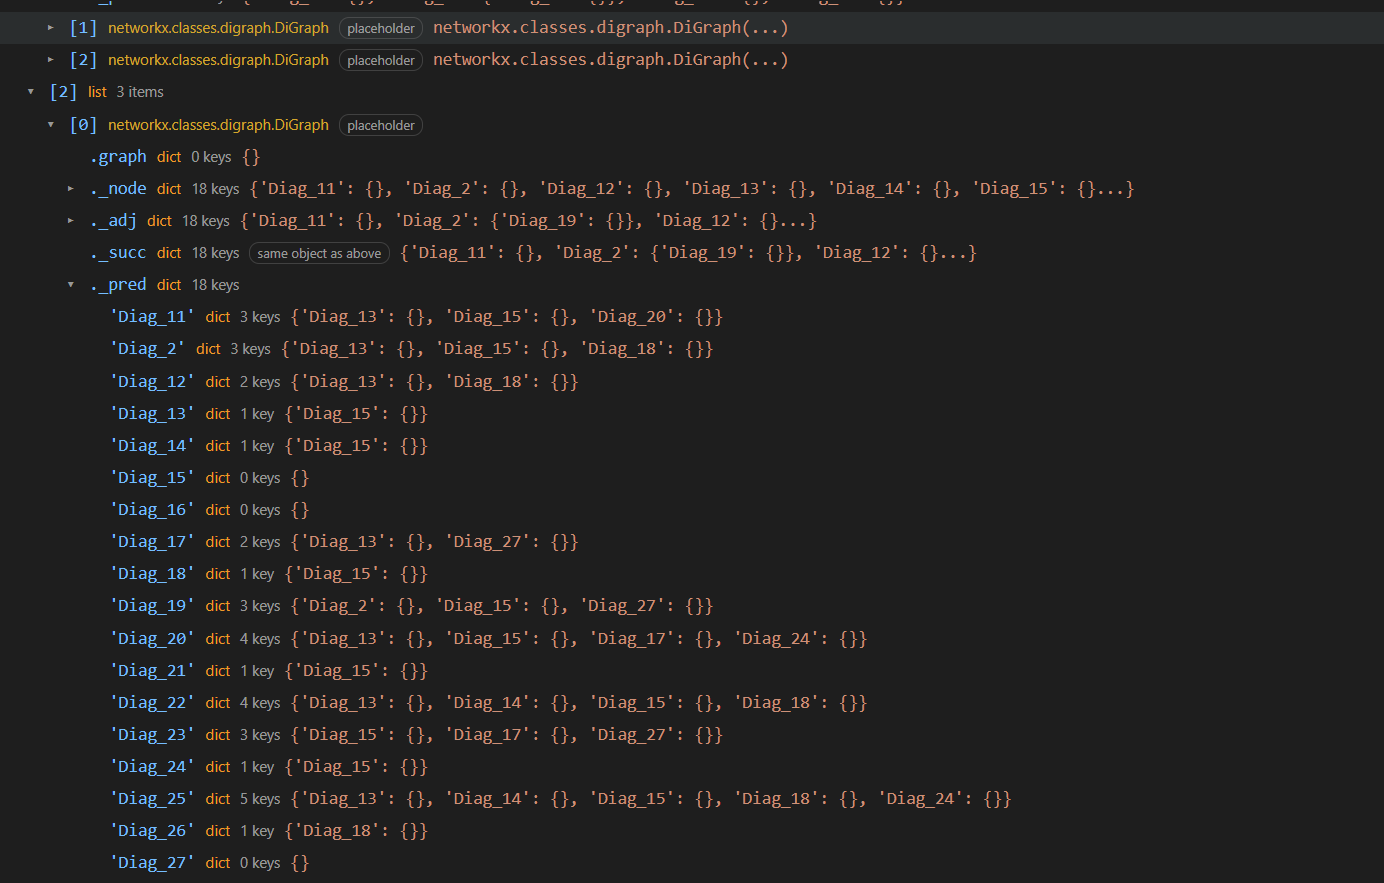 [1] networkx.classes.digraph.DiGraph placeholder networkx.classes.digraph.DiGraph(...)
[2] networkx.classes.digraph.DiGraph placeholder networkx.classes.digraph.DiGraph(...)
[2] list 3 items
[0] networkx.classes.digraph.DiGraph placeholder
.graph dict 0 keys {}
._node dict 18 keys {'Diag_11': {}, 'Diag_2': {}, 'Diag_12': {}, 'Diag_13': {}, 'Diag_14': {}, 'Diag_15': {}...}
._adj dict 18 keys {'Diag_11': {}, 'Diag_2': {'Diag_19': {}}, 'Diag_12': {}...}
._succ dict 18 keys same object as above {'Diag_11': {}, 'Diag_2': {'Diag_19': {}}, 'Diag_12': {}...}
._pred dict 18 keys
'Diag_11' dict 3 keys {'Diag_13': {}, 'Diag_15': {}, 'Diag_20': {}}
'Diag_2' dict 3 keys {'Diag_13': {}, 'Diag_15': {}, 'Diag_18': {}}
'Diag_12' dict 2 keys {'Diag_13': {}, 'Diag_18': {}}
'Diag_13' dict 1 key {'Diag_15': {}}
'Diag_14' dict 1 key {'Diag_15': {}}
'Diag_15' dict 0 keys {}
'Diag_16' dict 0 keys {}
'Diag_17' dict 2 keys {'Diag_13': {}, 'Diag_27': {}}
'Diag_18' dict 1 key {'Diag_15': {}}
'Diag_19' dict 3 keys {'Diag_2': {}, 'Diag_15': {}, 'Diag_27': {}}
'Diag_20' dict 4 keys {'Diag_13': {}, 'Diag_15': {}, 'Diag_17': {}, 'Diag_24': {}}
'Diag_21' dict 1 key {'Diag_15': {}}
'Diag_22' dict 4 keys {'Diag_13': {}, 'Diag_14': {}, 'Diag_15': {}, 'Diag_18': {}}
'Diag_23' dict 3 keys {'Diag_15': {}, 'Diag_17': {}, 'Diag_27': {}}
'Diag_24' dict 1 key {'Diag_15': {}}
'Diag_25' dict 5 keys {'Diag_13': {}, 'Diag_14': {}, 'Diag_15': {}, 'Diag_18': {}, 'Diag_24': {}}
'Diag_26' dict 1 key {'Diag_18': {}}
'Diag_27' dict 0 keys {}